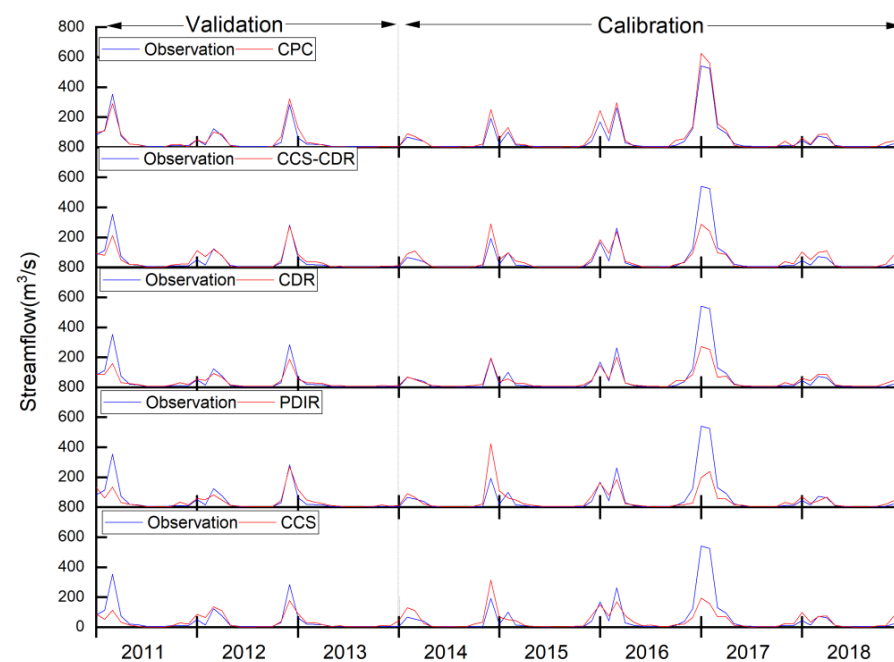 Validation Calibration
800
Observation CPC
600
400
200
800
Observation CCS-CDR
600
400
200
800
Observation CDR
600
400
200
800
Observation PDIR
600
400
200
800
Observation CCS
600
400
200
0
Streamflow(m³/s)
2011 2012 2013 2014 2015 2016 2017 2018